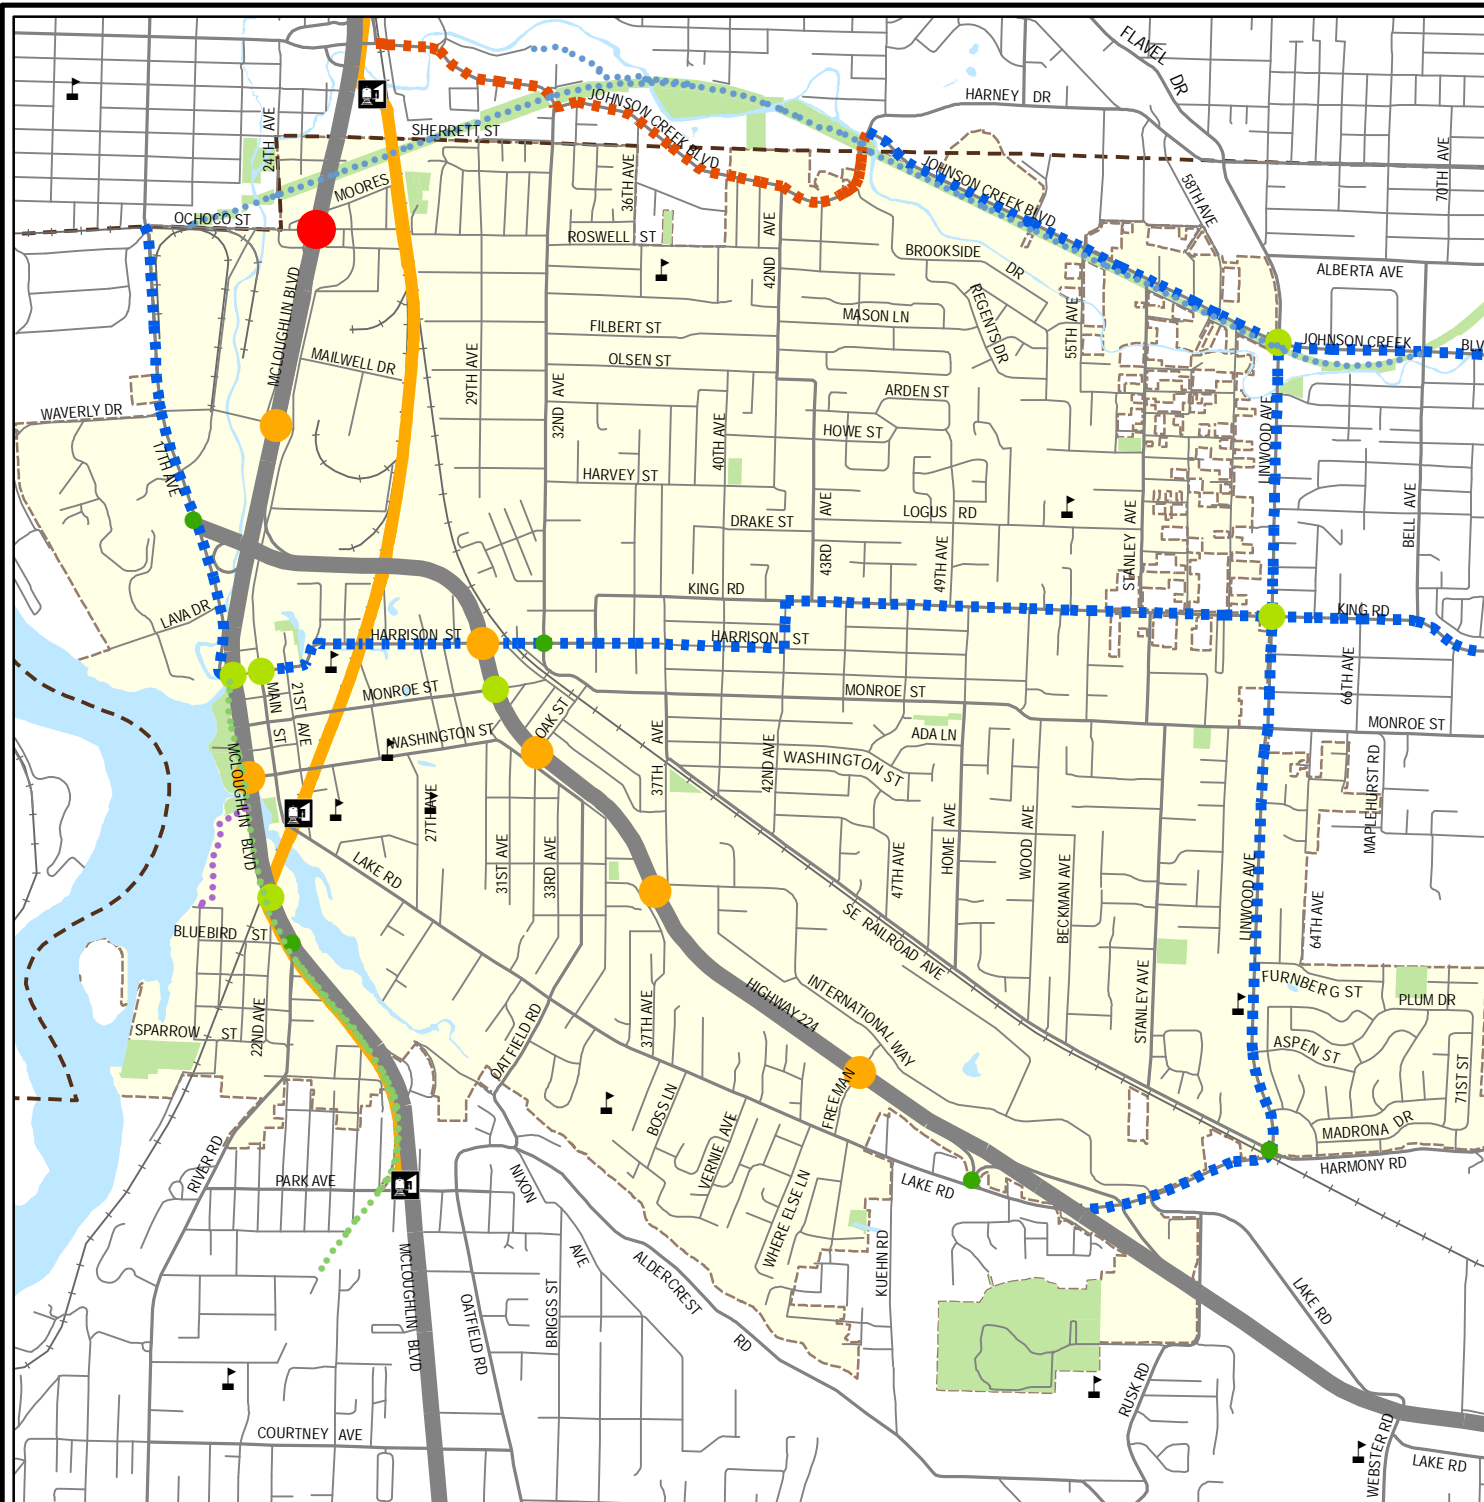 FLAVEL DR
HARNEY DR
24TH AVE
SHERRETT ST
JOHNSON CREEK BLVD
36TH AVE
JOHNSON CREEK BLVD
58TH AVE
70TH AVE
MOORES
OCHOCO ST
ROSWELL ST
42ND AVE
BROOKSIDE DR
ALBERTA AVE
MCLOUGHLIN BLVD
REGENTS DR
55TH AVE
MASON LN
FILBERT ST
MAILWELL DR
29TH AVE
OLSEN ST
JOHNSON CREEK BLV
32ND AVE
ARDEN ST
WAVERLY DR
40TH AVE
HOWE ST
LINWOOD AVE
17TH AVE
HARVEY ST
DRAKE ST
43RD AVE
LOGUS RD
STANLEY AVE
BELL AVE
49TH AVE
KING RD
LAVA DR
KING RD
HARRISON ST
HARRISON ST
MAIN ST
21ST AVE
MONROE ST
MONROE ST
66TH AVE
MONROE ST
OAK ST
WASHINGTON ST
37TH AVE
42ND AVE
ADA LN
WASHINGTON ST
MCLOUGHLIN BLVD
27TH AVE
MAPLEHURST RD
HOME AVE
WOOD AVE
LAKE RD
31ST AVE
33RD AVE
47TH AVE
BECKMAN AVE
LINWOOD AVE
64TH AVE
SE RAILROAD AVE
BLUEBIRD ST
INTERNATIONAL WAY
HIGHWAY 224
FURNBERG ST
PLUM DR
22ND AVE
SPARROW ST
37TH AVE
STANLEY AVE
ASPEN ST
OATFIELD RD
71ST ST
BOSS LN
VERNIE AVE
FREEMAN
MADRONA DR
RIVER RD
HARMONY RD
PARK AVE
NIXON AVE
LAKE RD
WHERE ELSE LN
KUEHN RD
MCLOUGHLIN BLVD
OATFIELD RD
BRIGGS ST
ALDERCREST RD
LAKE RD
RUSK RD
COURTNEY AVE
WEBSTER RD
LAKE RD